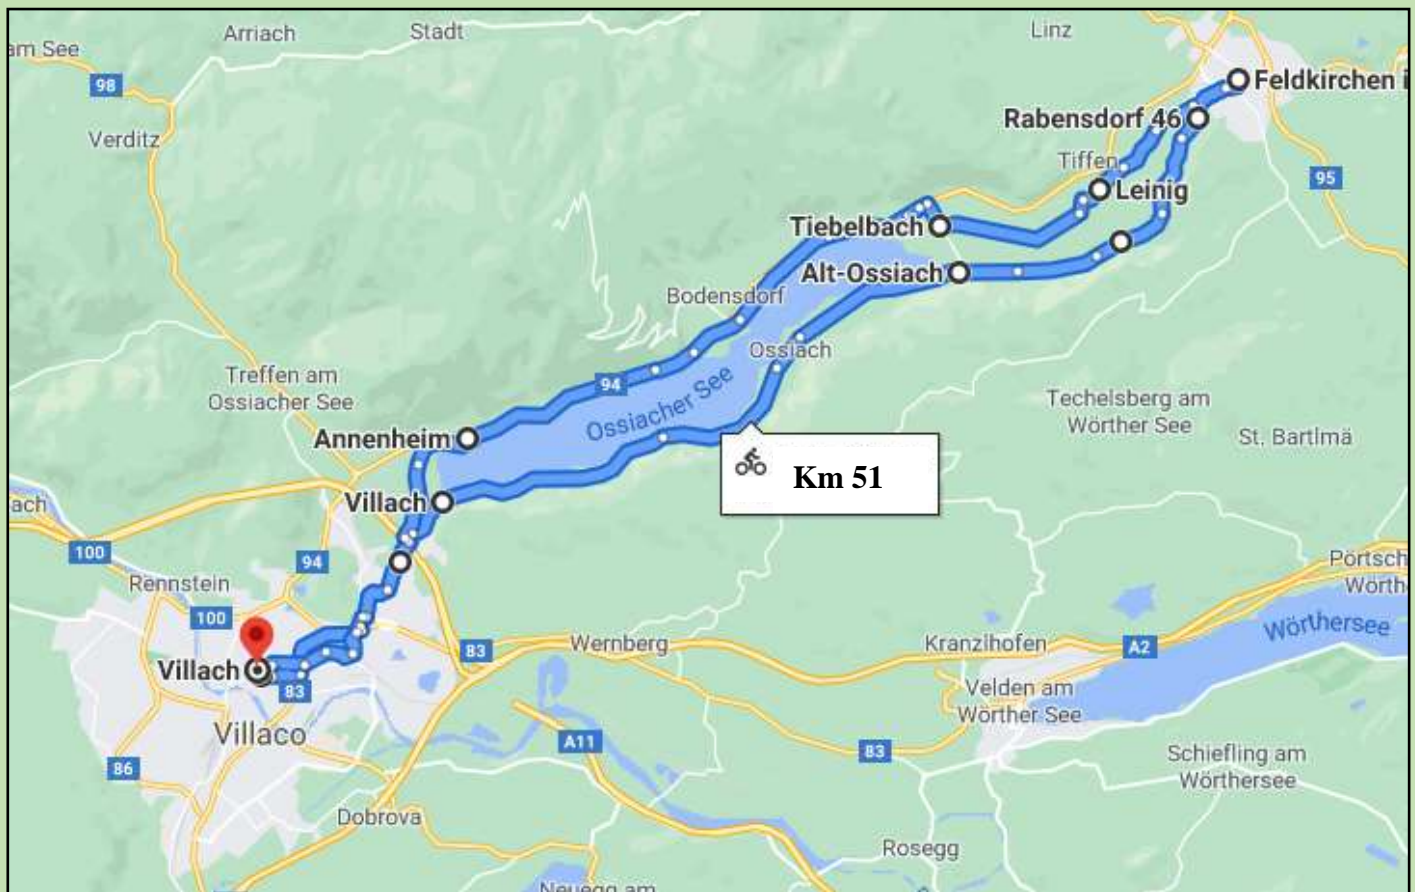 Arriach
Stadt
Linz
am See
98
Feldkirchen i
Rabensdorf 46
Verditz
Tiffen
95
Leinig
Tiebelbach
Alt-Ossiach
Bodensdorf
Ossiach
Treffen am
Ossiacher See
94
Ossiacher See
Techelsberg am
Wörther See
St. Bartlmä
Annenheim
Km 51
Villach
ach
100
94
Rennstein
Pörtsch
Wörth
100
Wörthersee
83
Wernberg
Kranzlhofen
A2
Villach
83
Velden am
Wörther See
Villaco
A11
83
Schiefling am
Wörthersee
86
Dobrova
Rosegg
Neuegg am